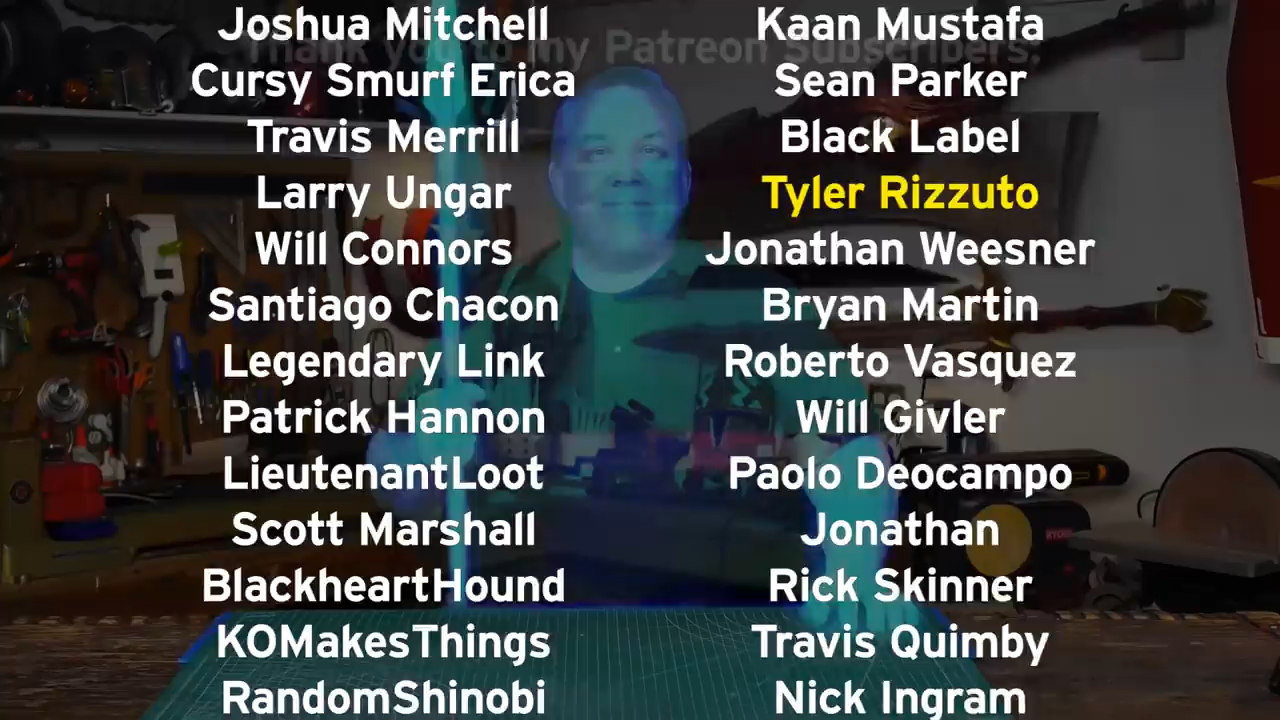 Thank you to my Patreon Subscribers:
Joshua Mitchell
Cursy Smurf Erica
Travis Merrill
Larry Ungar
Will Connors
Santiago Chacon
Legendary Link
Patrick Hannon
LieutenantLoot
Scott Marshall
BlackheartHound
KOMakesThings
RandomShinobi
Kaan Mustafa
Sean Parker
Black Label
Tyler Rizzuto
Jonathan Weesner
Bryan Martin
Roberto Vasquez
Will Givler
Paolo Deocampo
Jonathan
Rick Skinner
Travis Quimby
Nick Ingram
RYOBI